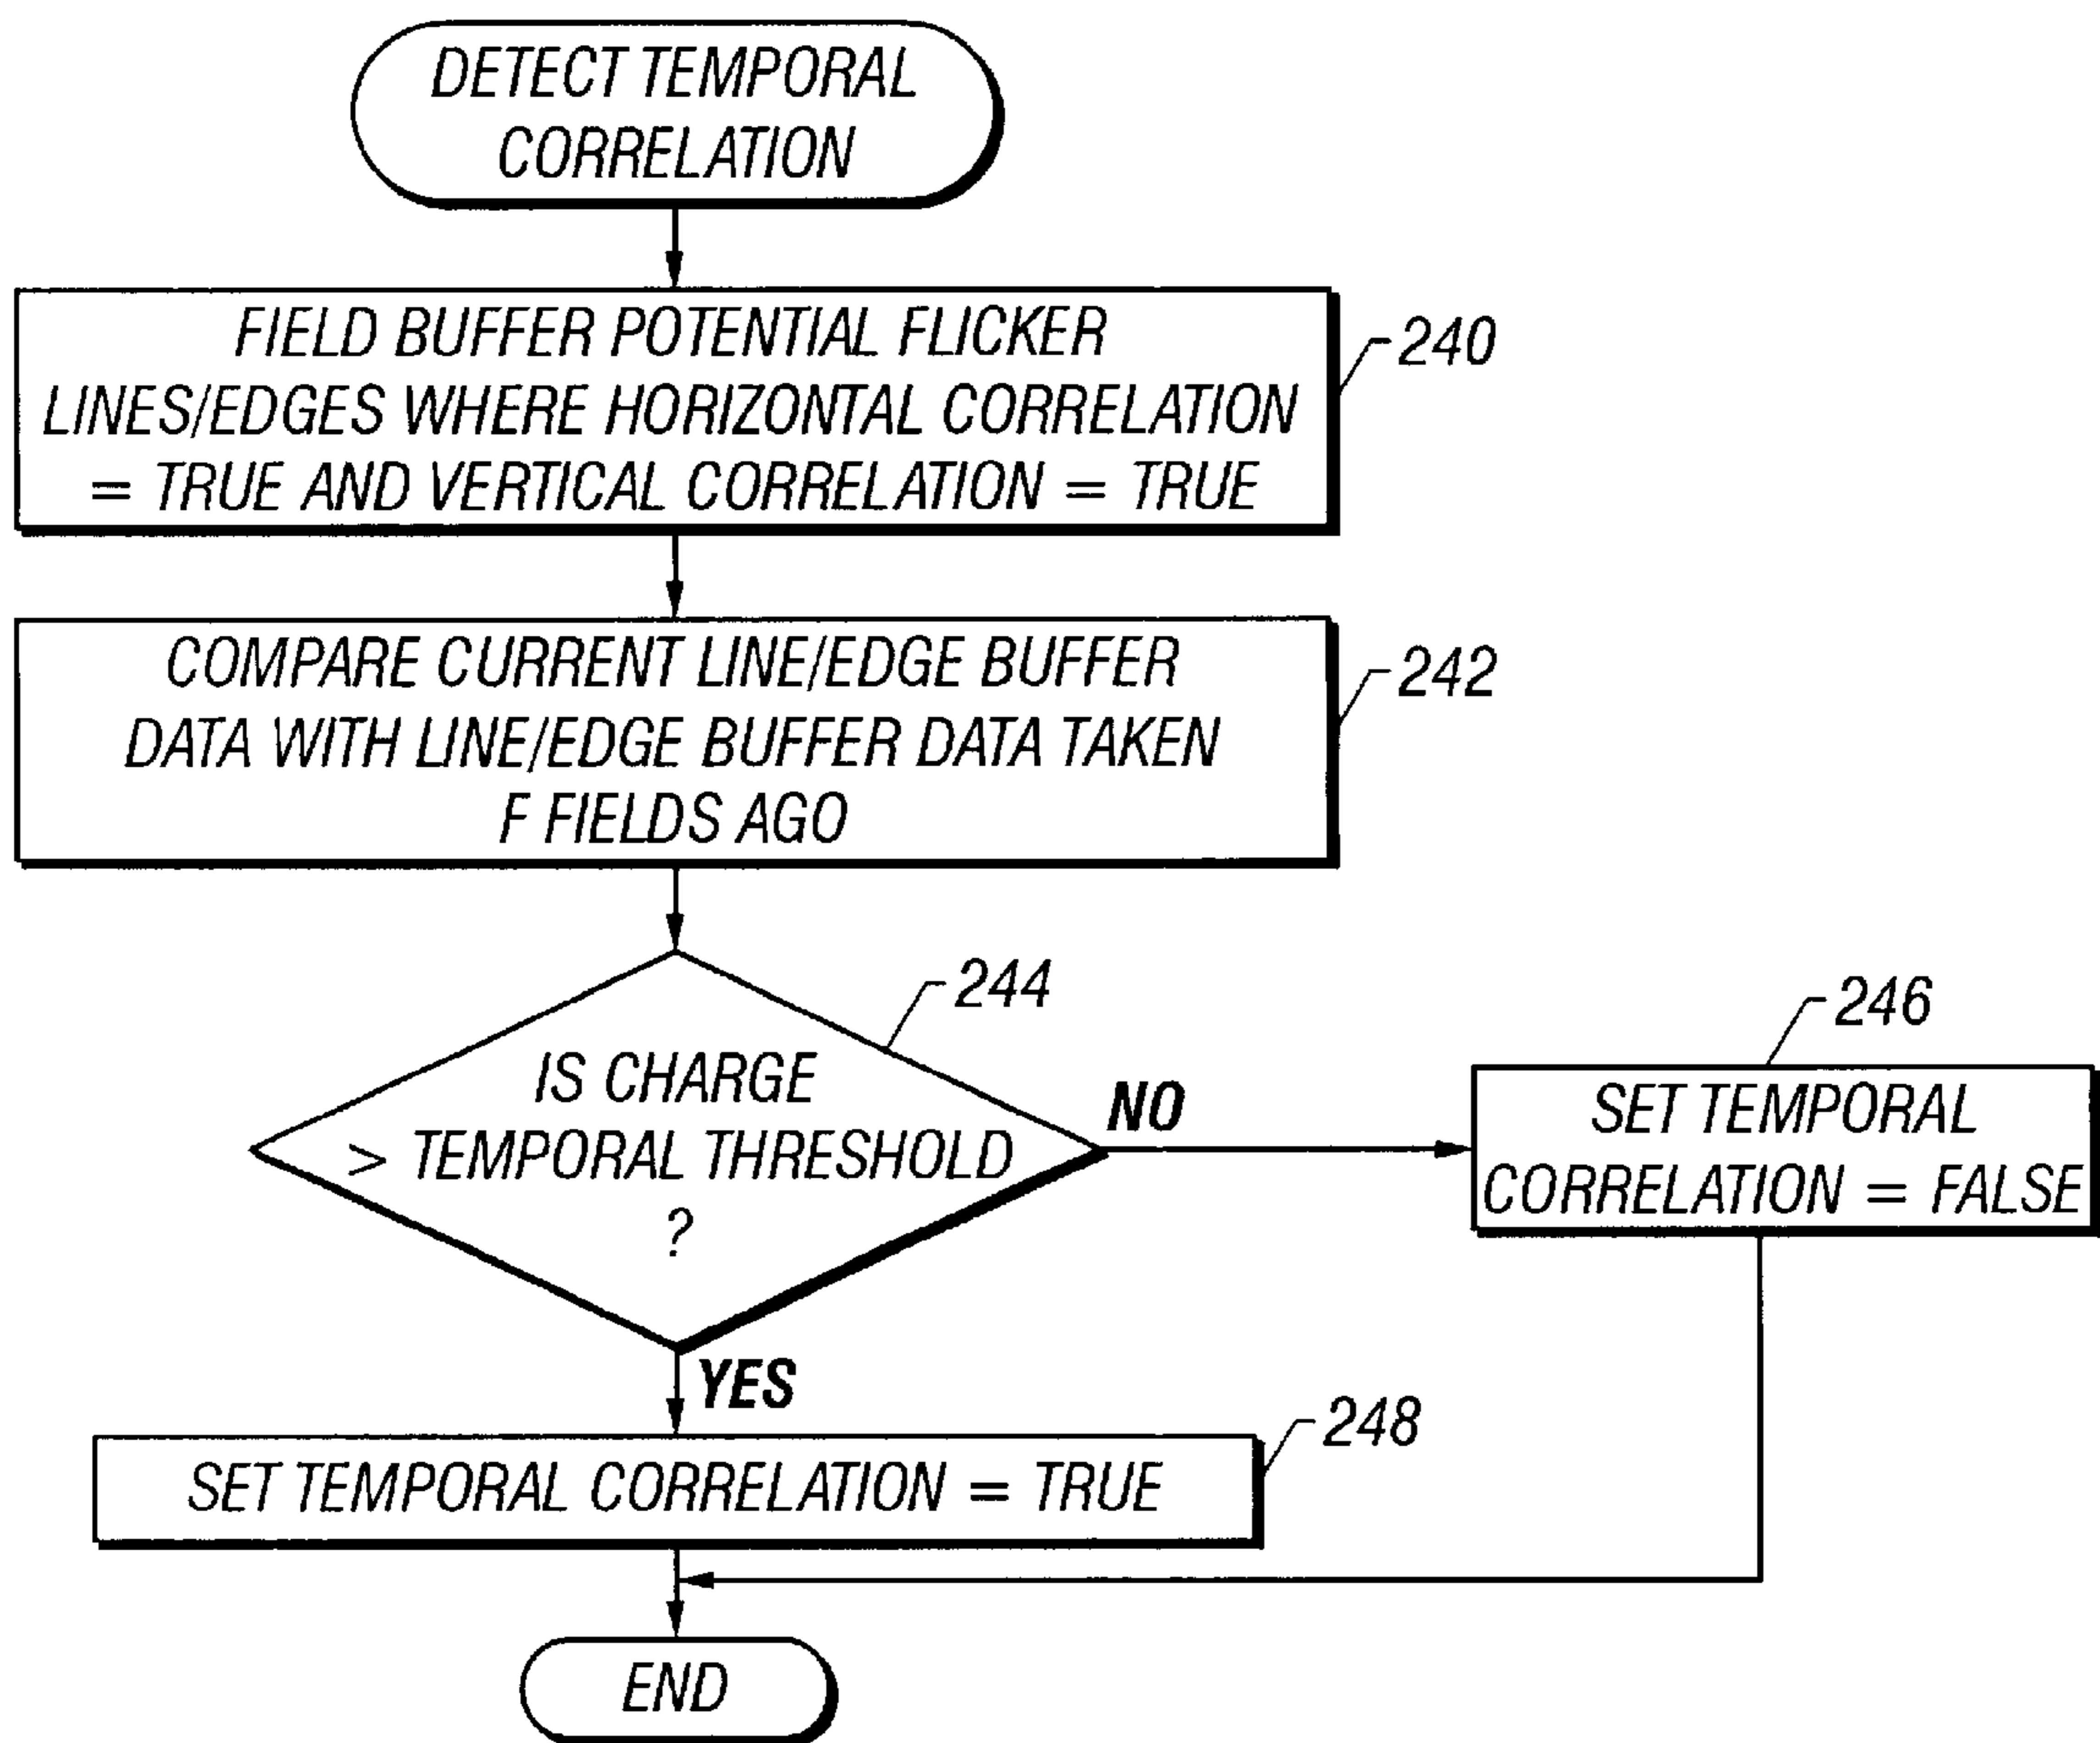 DETECT TEMPORAL
CORRELATION
FIELD BUFFER POTENTIAL FLICKER
LINES/EDGES WHERE HORIZONTAL CORRELATION
= TRUE AND VERTICAL CORRELATION = TRUE
240
COMPARE CURRENT LINE/EDGE BUFFER
DATA WITH LINE/EDGE BUFFER DATA TAKEN
F FIELDS AGO
242
IS CHARGE
> TEMPORAL THRESHOLD
?
244
NO
246
SET TEMPORAL
CORRELATION = FALSE
YES
248
SET TEMPORAL CORRELATION = TRUE
END